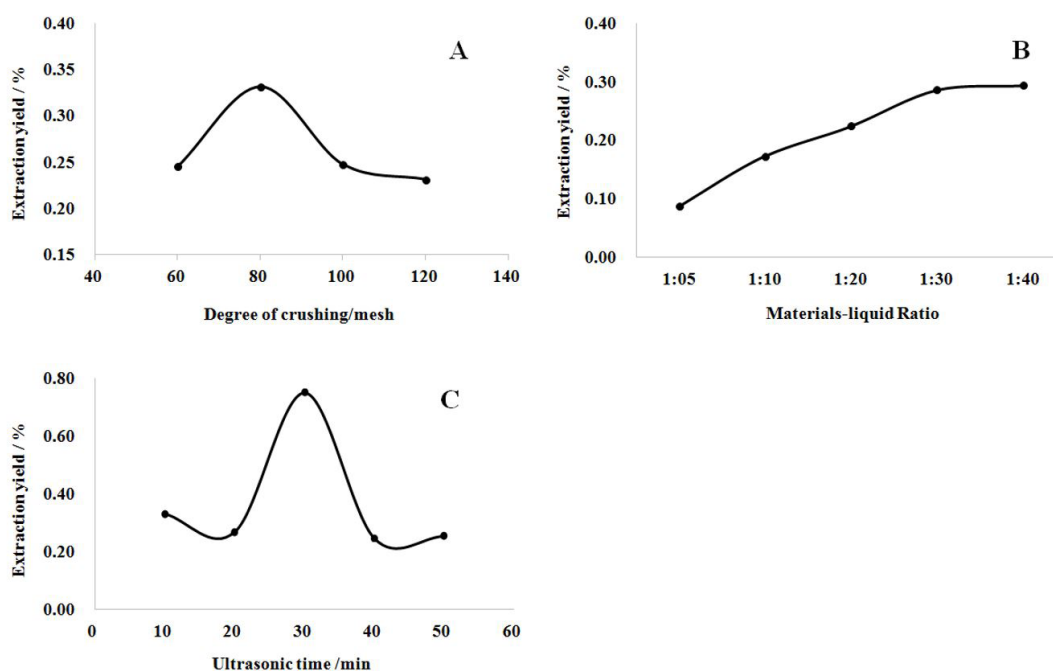 A
Extraction yield / %
0.40
0.35
0.30
0.25
0.20
0.15
40 60 80 100 120 140
Degree of crushing/mesh
B
Extraction yield / %
0.40
0.30
0.20
0.10
0.00
1:05 1:10 1:20 1:30 1:40
Materials-liquid Ratio
C
Extraction yield / %
0.80
0.60
0.40
0.20
0.00
0 10 20 30 40 50 60
Ultrasonic time /min